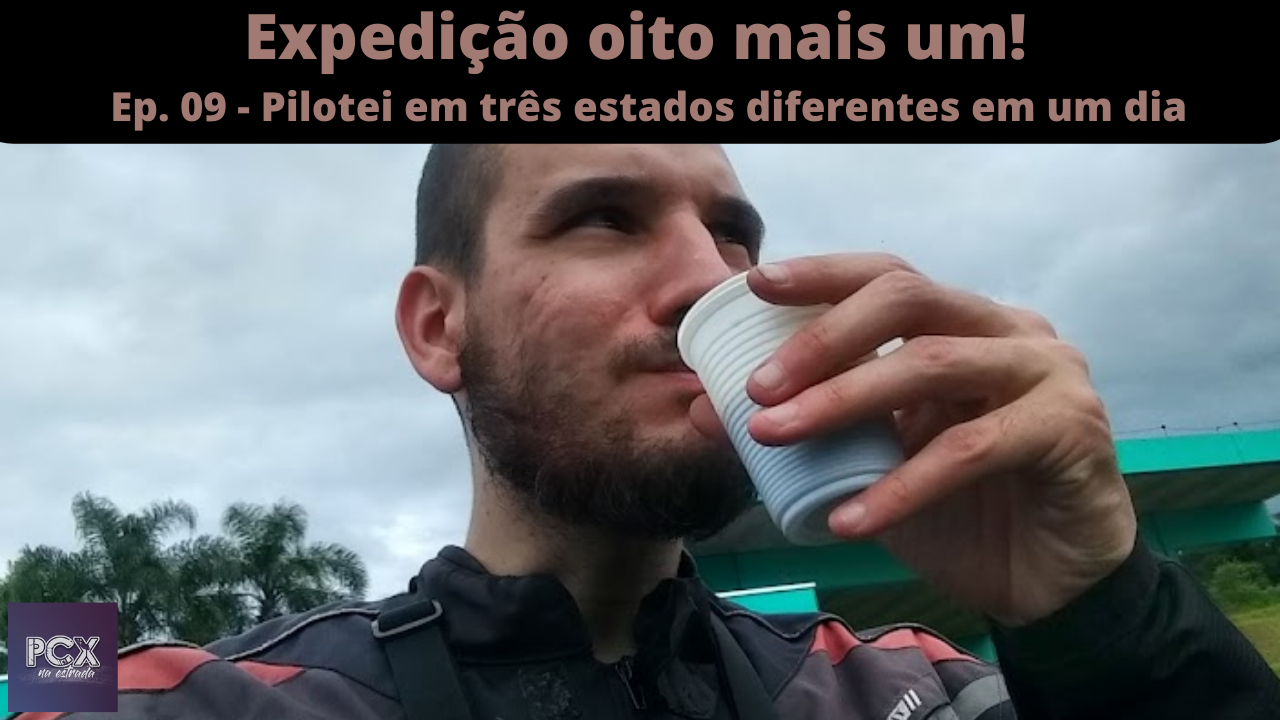 Expedição oito mais um!
Ep. 09 - Pilotei em três estados diferentes em um dia
PCX
na estrada